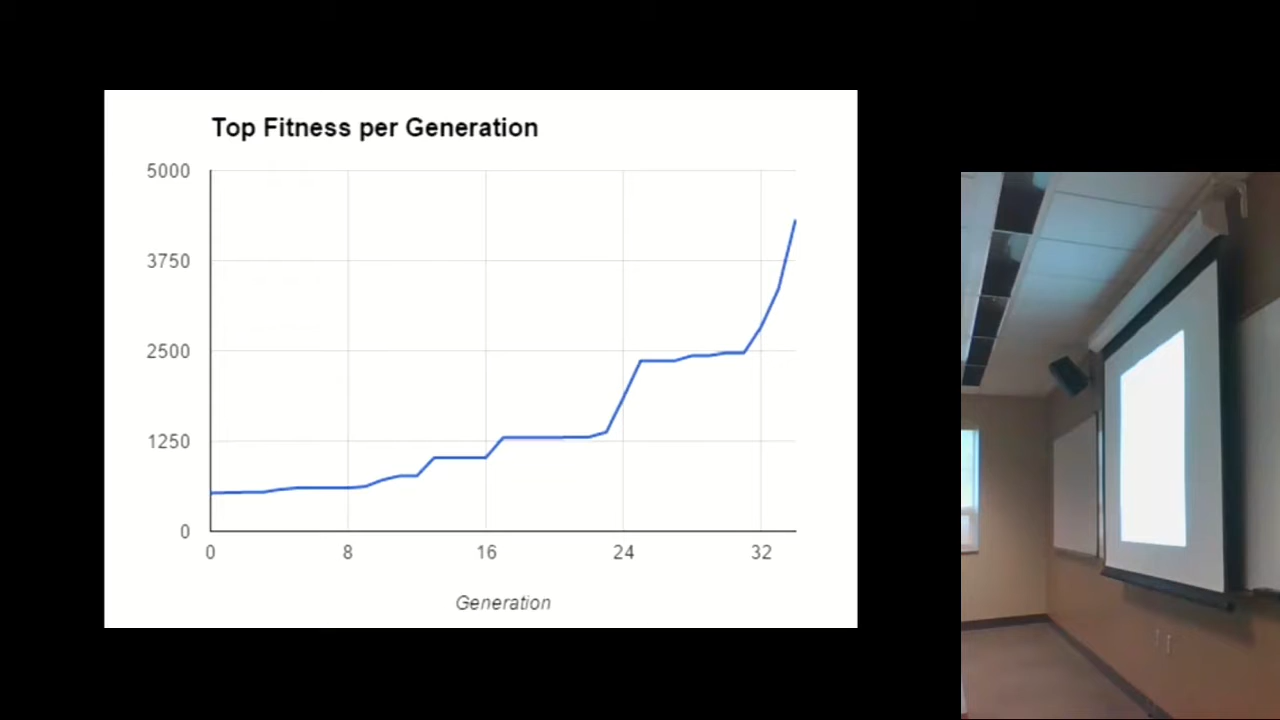 Top Fitness per Generation
5000
3750
2500
1250
0
0 8 16 24 32
Generation